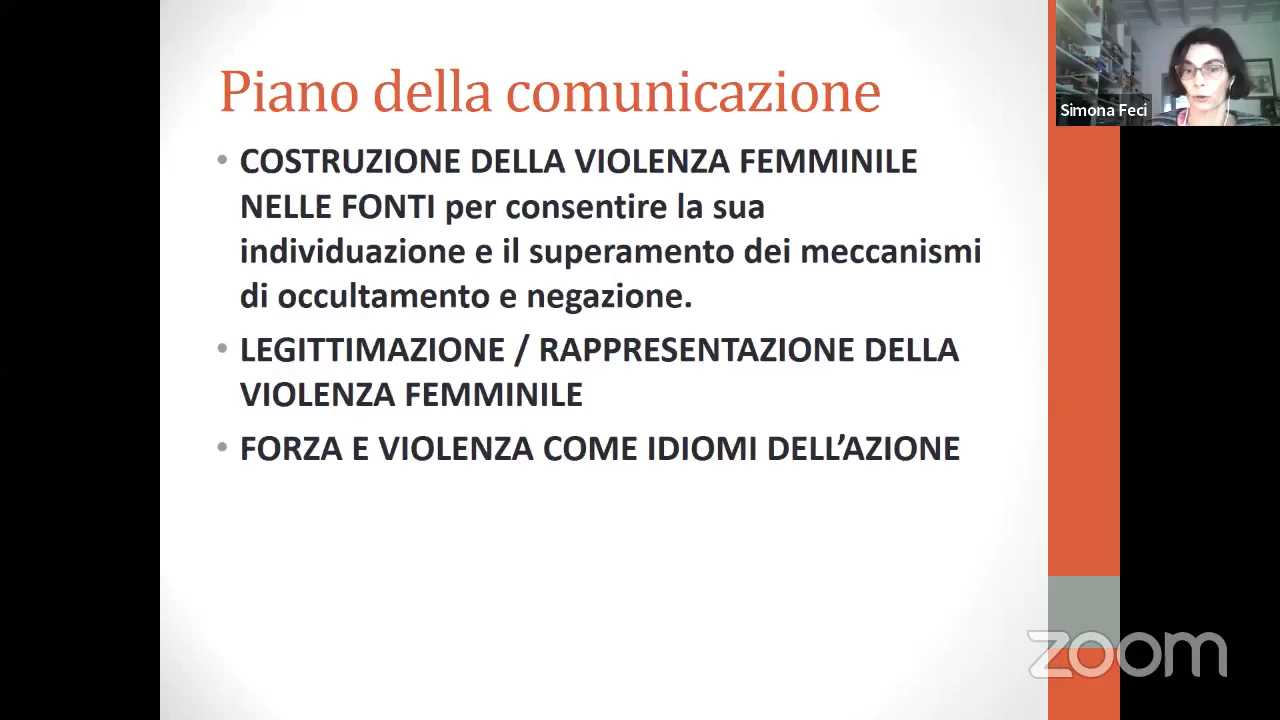 Piano della comunicazione
• COSTRUZIONE DELLA VIOLENZA FEMMINILE
NELLE FONTI per consentire la sua
individuazione e il superamento dei meccanismi
di occultamento e negazione.
• LEGITTIMAZIONE / RAPPRESENTAZIONE DELLA
VIOLENZA FEMMINILE
• FORZA E VIOLENZA COME IDIOMI DELL’AZIONE
Simona Feci
zoom